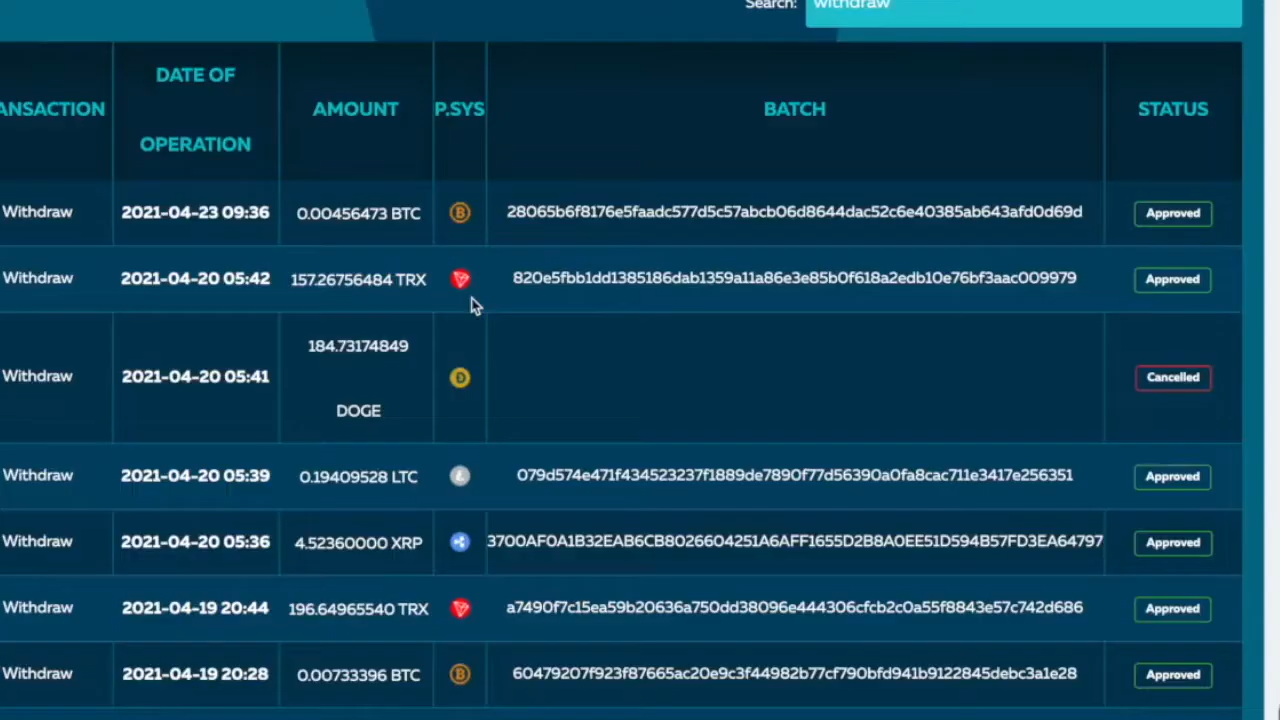 Search: withdraw
ANSACTION DATE OF OPERATION AMOUNT P.SYS BATCH STATUS
Withdraw 2021-04-23 09:36 0.00456473 BTC 28065b6f8176e5faadc577d5c57abcb06d8644dac52c6e40385ab643afd0d69d Approved
Withdraw 2021-04-20 05:42 157.26756484 TRX 820e5fbb1dd1385186dab1359a11a86e3e85b0f618a2edb10e76bf3aac009979 Approved
Withdraw 2021-04-20 05:41 184.73174849 DOGE Cancelled
Withdraw 2021-04-20 05:39 0.19409528 LTC 079d574e471f434523237f1889de7890f77d56390a0fa8cac711e3417e256351 Approved
Withdraw 2021-04-20 05:36 4.52360000 XRP 3700AF0A1B32EAB6CB8026604251A6AFF1655D2B8A0EE51D594B57FD3EA64797 Approved
Withdraw 2021-04-19 20:44 196.64965540 TRX a7490f7c15ea59b20636a750dd38096e444306cfcb2c0a55f8843e57c742d686 Approved
Withdraw 2021-04-19 20:28 0.00733396 BTC 60479207f923f87665ac20e9c3f44982b77cf790bfd941b9122845debc3a1e28 Approved